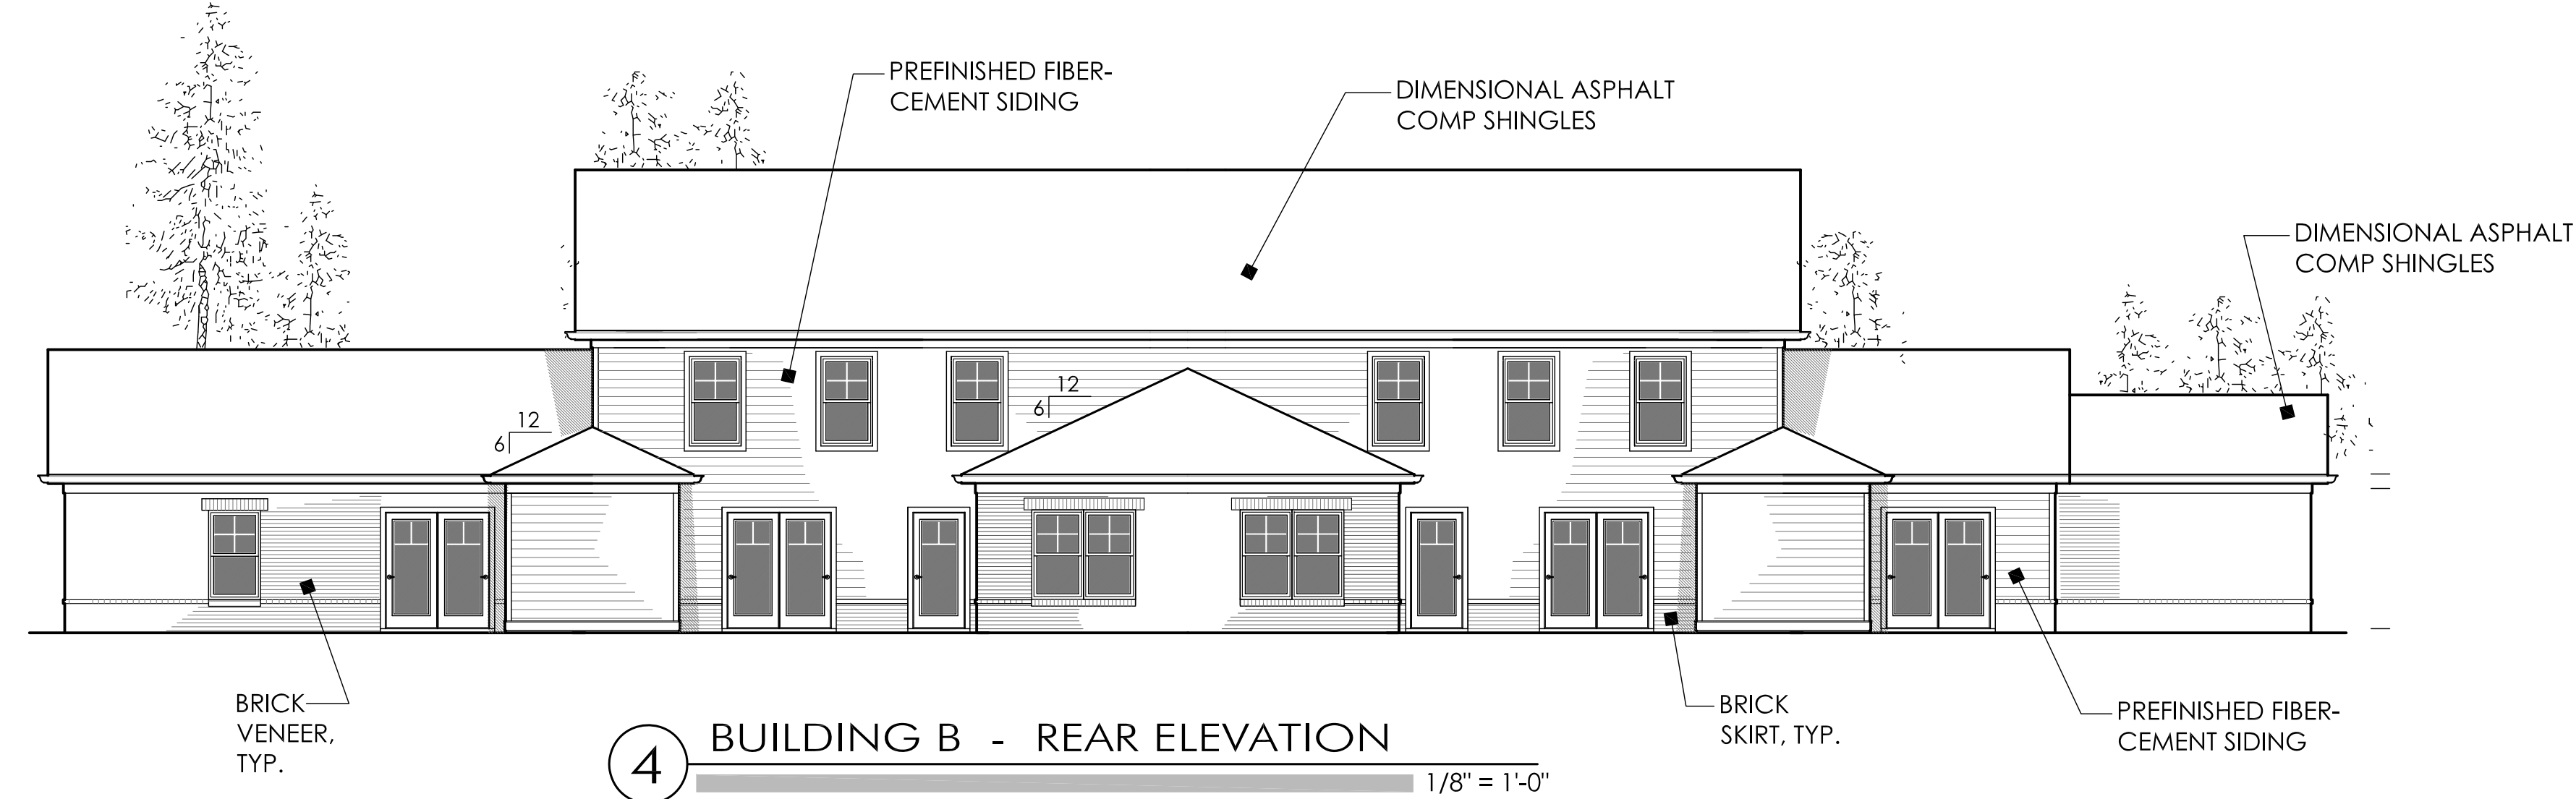 PREFINISHED FIBER-
CEMENT SIDING
DIMENSIONAL ASPHALT
COMP SHINGLES
DIMENSIONAL ASPHALT
COMP SHINGLES
12
6
12
6
BRICK
VENEER,
TYP.
BRICK
SKIRT, TYP.
PREFINISHED FIBER-
CEMENT SIDING
4
BUILDING B - REAR ELEVATION
1/8" = 1'-0"